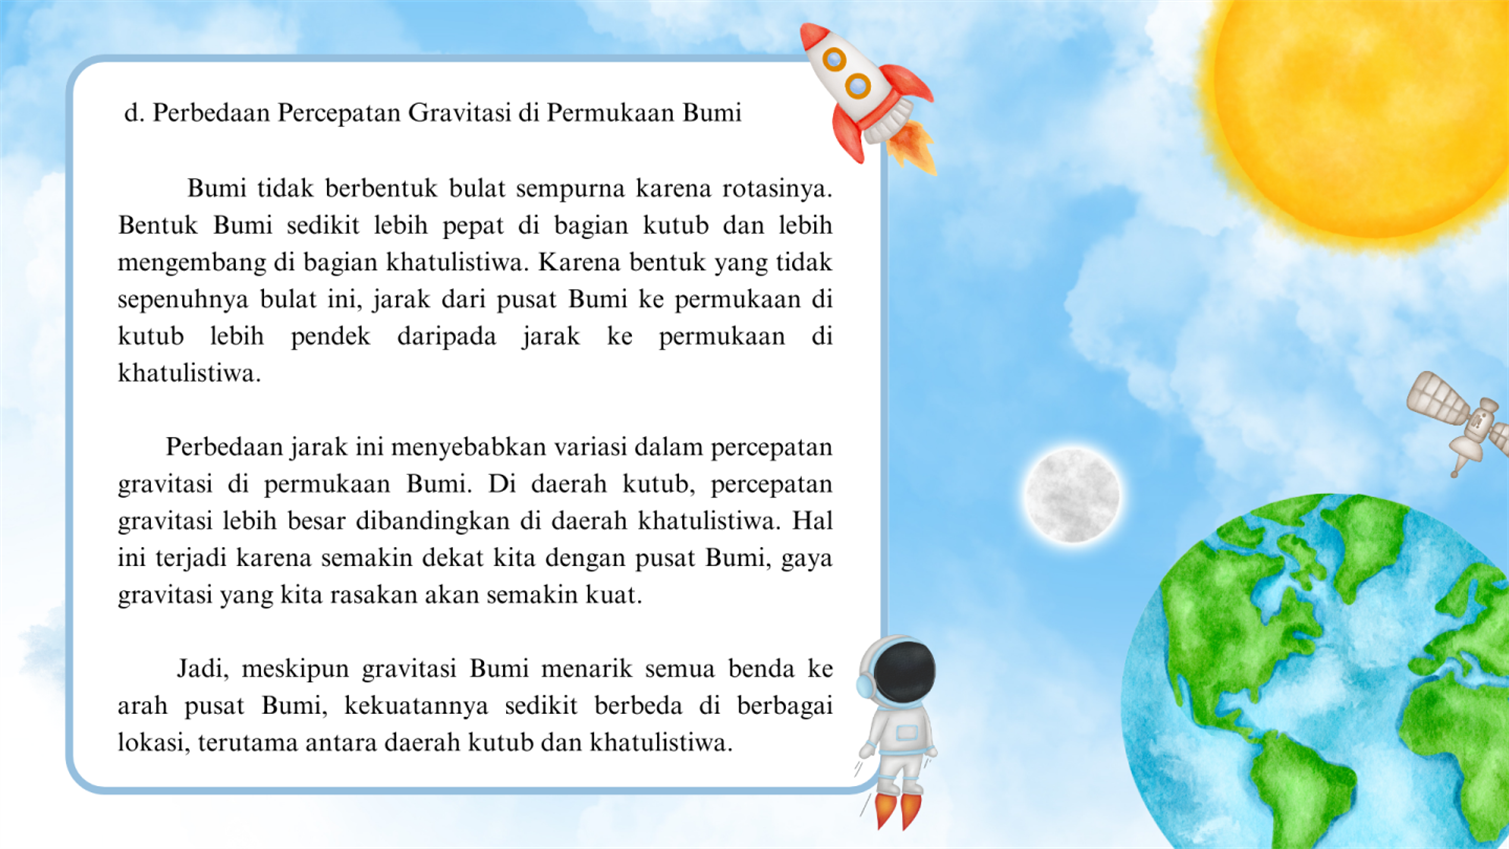 d. Perbedaan Percepatan Gravitasi di Permukaan Bumi
Bumi tidak berbentuk bulat sempurna karena rotasinya.
Bentuk Bumi sedikit lebih pepat di bagian kutub dan lebih
mengembang di bagian khatulistiwa. Karena bentuk yang tidak
sepenuhnya bulat ini, jarak dari pusat Bumi ke permukaan di
kutub lebih pendek daripada jarak ke permukaan di
khatulistiwa.
Perbedaan jarak ini menyebabkan variasi dalam percepatan
gravitasi di permukaan Bumi. Di daerah kutub, percepatan
gravitasi lebih besar dibandingkan di daerah khatulistiwa. Hal
ini terjadi karena semakin dekat kita dengan pusat Bumi, gaya
gravitasi yang kita rasakan akan semakin kuat.
Jadi, meskipun gravitasi Bumi menarik semua benda ke
arah pusat Bumi, kekuatannya sedikit berbeda di berbagai
lokasi, terutama antara daerah kutub dan khatulistiwa.